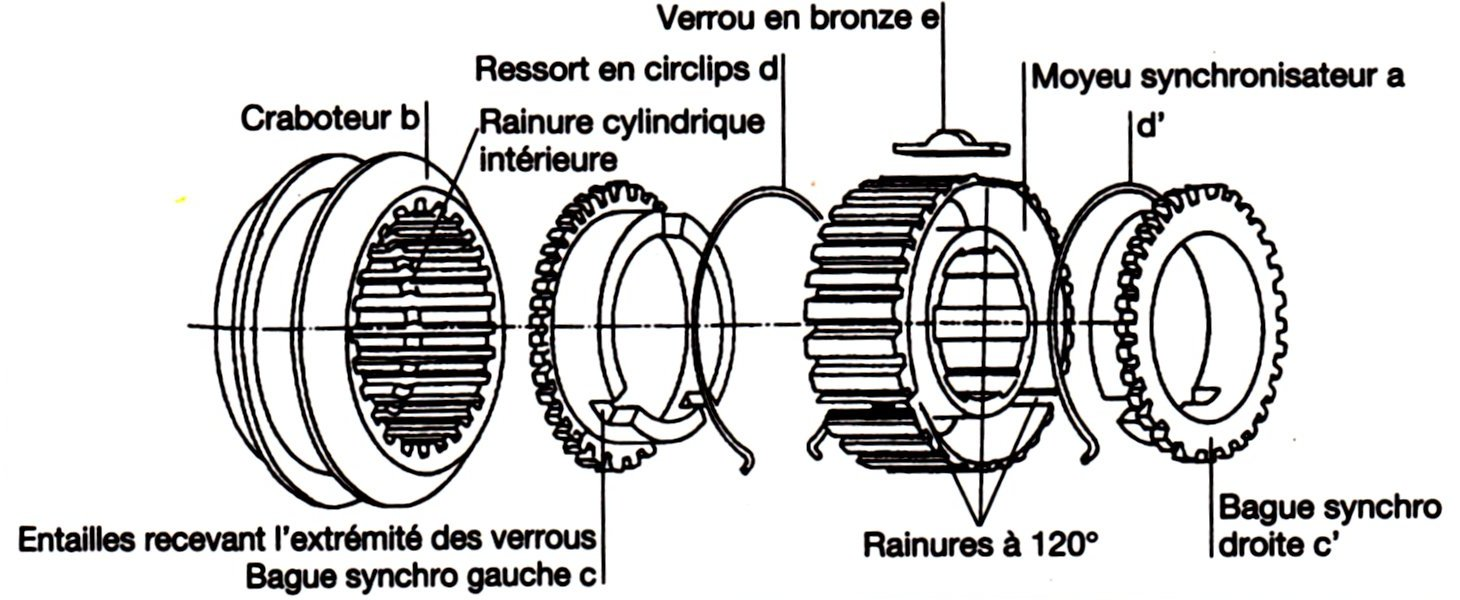 Verrou en bronze e
Ressort en circlips d
Moyeu synchronisateur a
Craboteur b
Rainure cylindrique
intérieure
d'
Entailles recevant l'extrémité des verrous
Bague synchro gauche c
Rainures à 120°
Bague synchro
droite c'